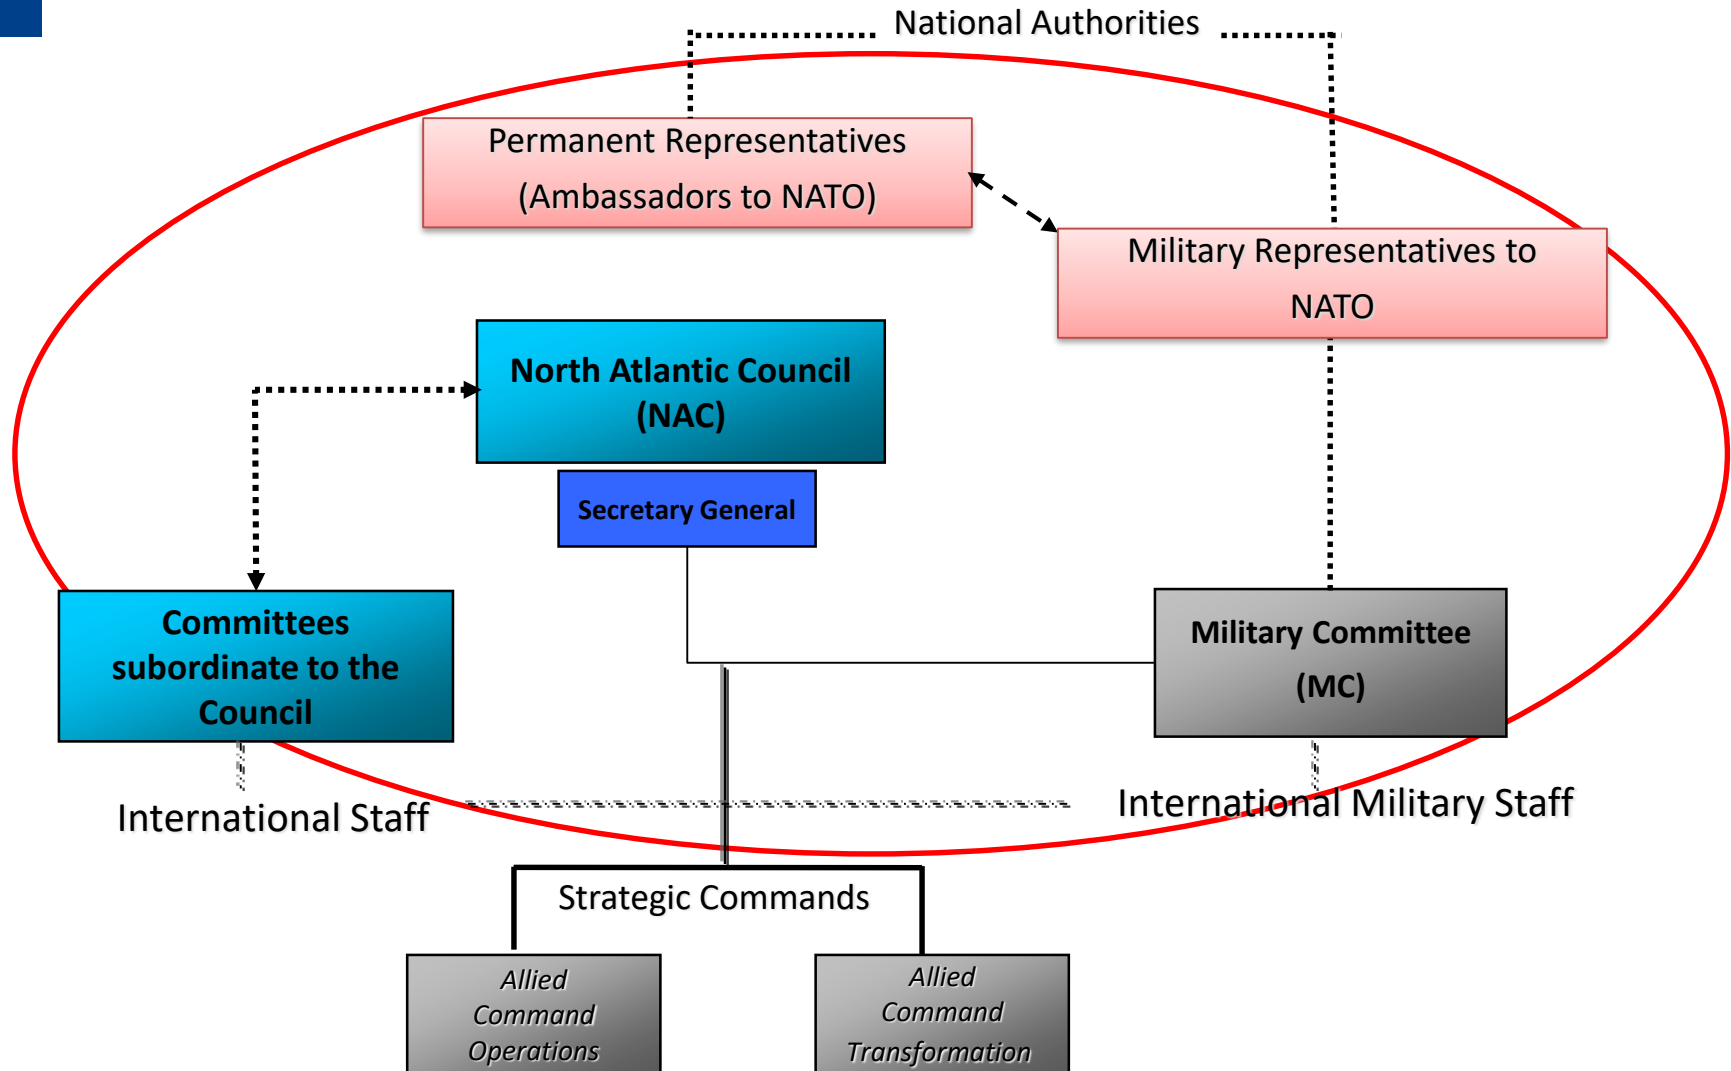 National Authorities
Permanent Representatives
(Ambassadors to NATO)
Military Representatives to
NATO
North Atlantic Council
(NAC)
Secretary General
Committees
subordinate to the
Council
Military Committee
(MC)
International Staff
International Military Staff
Strategic Commands
Allied
Command
Operations
Allied
Command
Transformation